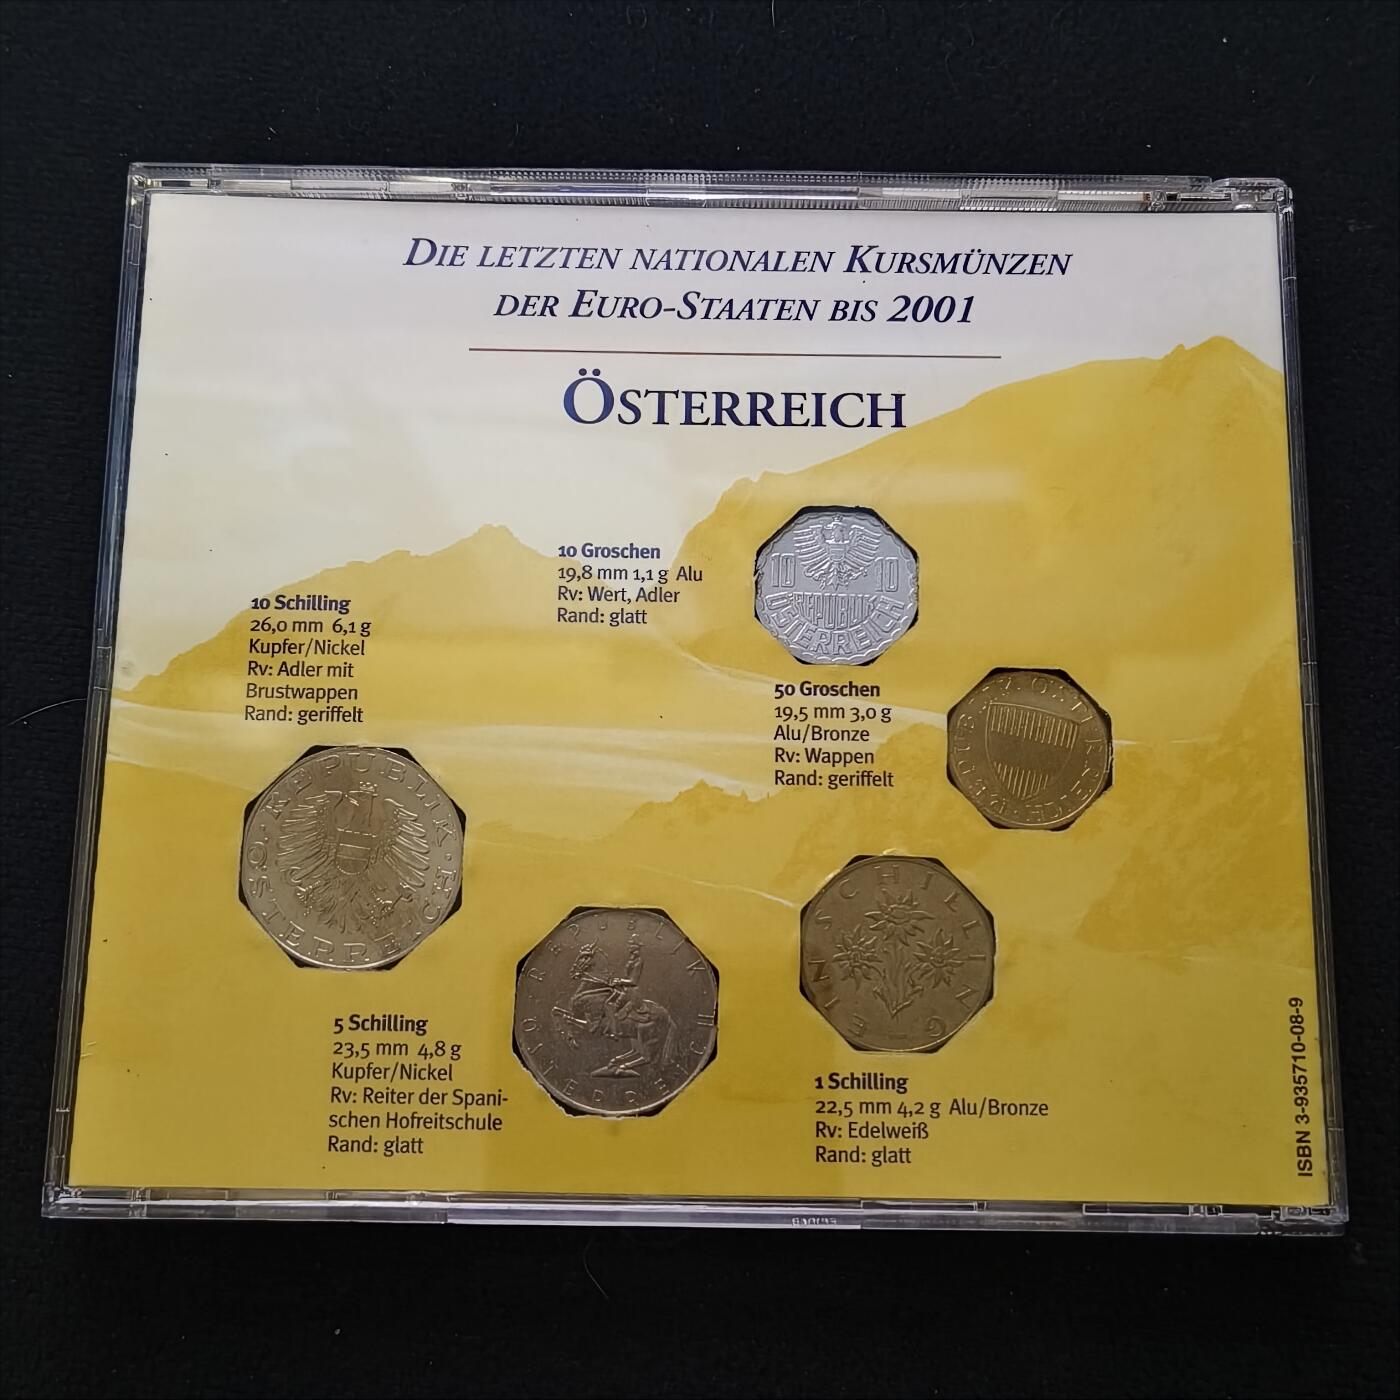 DIE LETZTEN NATIONALEN KURSMÜNZEN
DER EURO-STAATEN BIS 2001
ÖSTERREICH
10 Groschen
19,8 mm 1,1 g Alu
Rv: Wert, Adler
Rand: glatt
10 10
REPUBLIK
ÖSTERREICH
10 Schilling
26,0 mm 6,1 g
Kupfer/Nickel
Rv: Adler mit
Brustwappen
Rand: geriffelt
REPUBLIK · ÖSTERREICH
50 Groschen
19,5 mm 3,0 g
Alu/Bronze
Rv: Wappen
Rand: geriffelt
REPUBLIK ÖSTERREICH
5 Schilling
23,5 mm 4,8 g
Kupfer/Nickel
Rv: Reiter der Spani-
schen Hofreitschule
Rand: glatt
REPUBLIK
EIN SCHILLING
1 Schilling
22,5 mm 4,2 g Alu/Bronze
Rv: Edelweiß
Rand: glatt
ISBN 3-935710-08-9